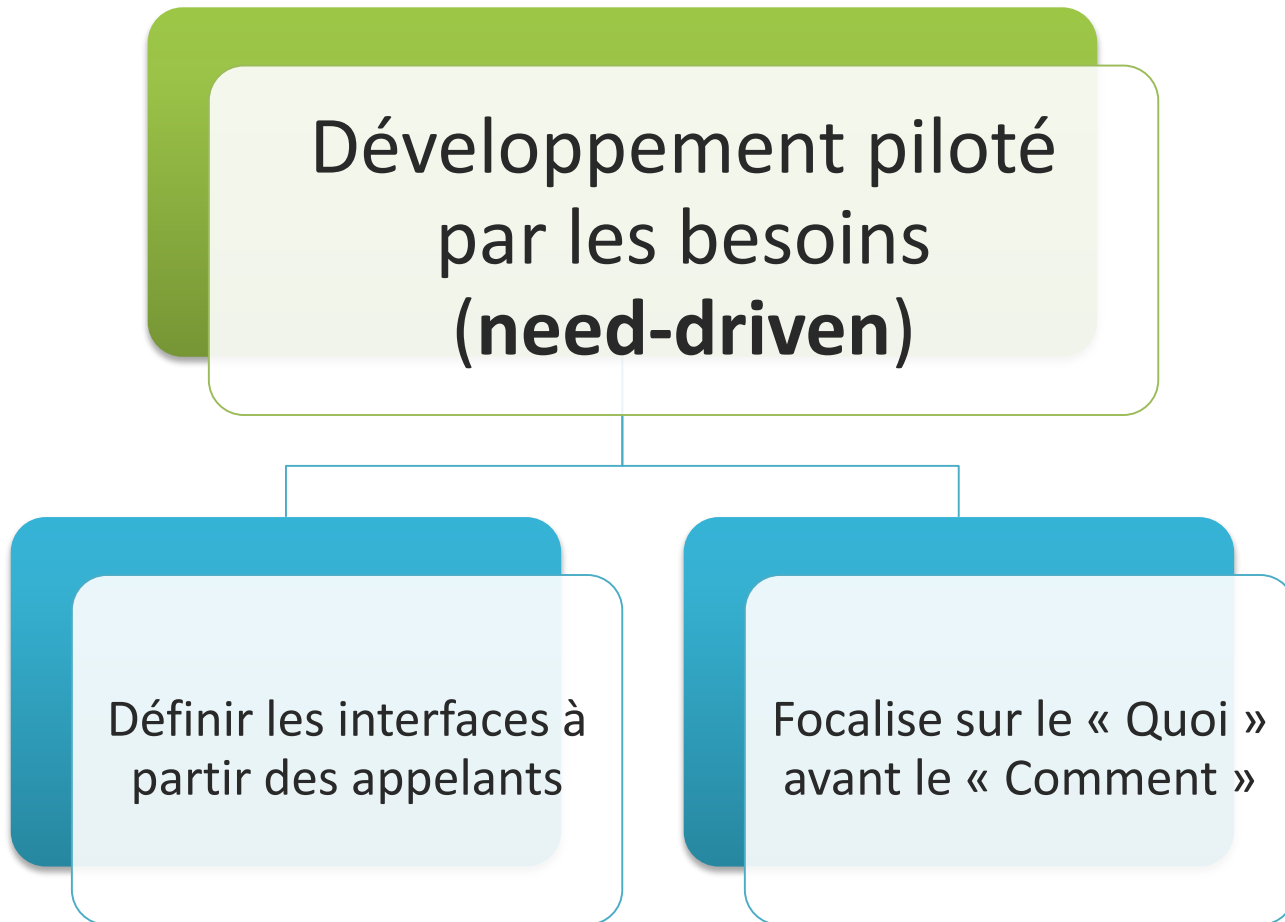 Développement piloté
par les besoins
(need-driven)
Définir les interfaces à
partir des appelants
Focalise sur le « Quoi »
avant le « Comment »